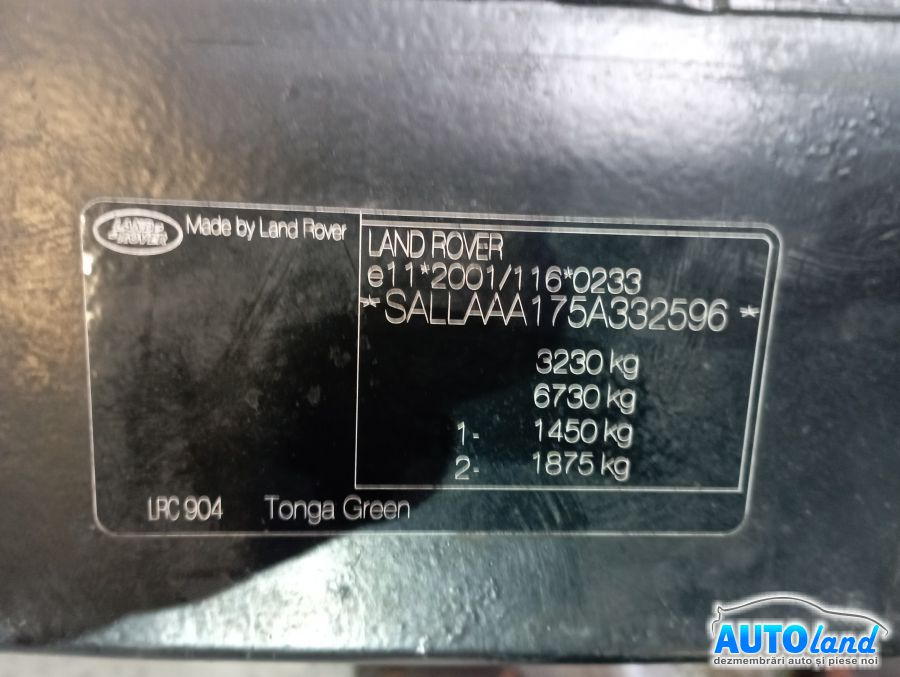 LAND ROVER
Made by Land Rover
LAND ROVER
e11*2001/116*0233
*SALLAAA175A332596*
3230 kg
6730 kg
1- 1450 kg
2- 1875 kg
LRC 904 Tonga Green
AUTOland
dezmembrări auto și piese noi